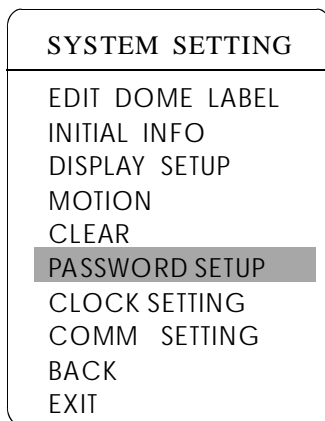 SYSTEM SETTING
EDIT DOME LABEL
INITIAL INFO
DISPLAY SETUP
MOTION
CLEAR
PASSWORD SETUP
CLOCK SETTING
COMM SETTING
BACK
EXIT